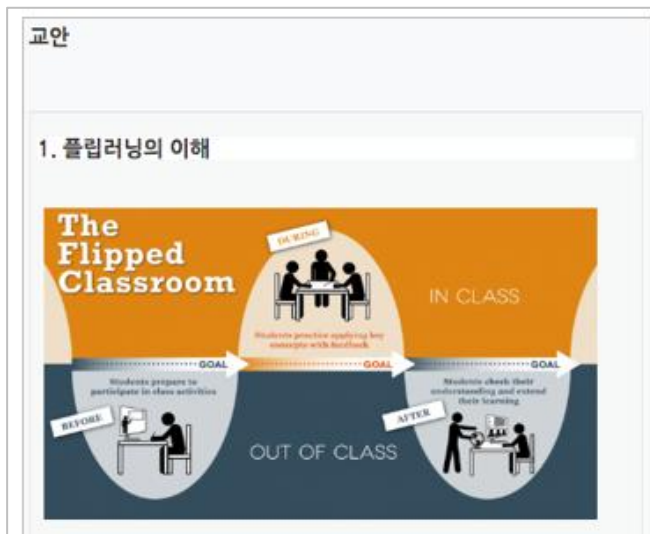 교안
1. 플립러닝의 이해
The
Flipped
Classroom
DURING
IN CLASS
Students practice applying key
concepts with feedback
GOAL
GOAL
GOAL
Students prepare to
participate in class activities
Students check their
understanding and extend
their learning
BEFORE
AFTER
OUT OF CLASS